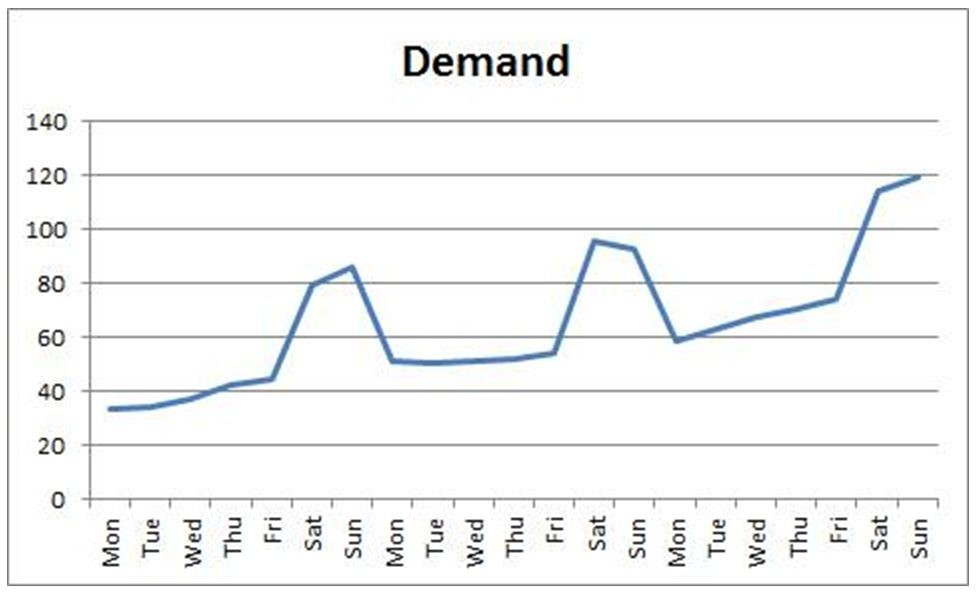 Demand
140
120
100
80
60
40
20
0
Mon
Tue
Wed
Thu
Fri
Sat
Sun
Mon
Tue
Wed
Thu
Fri
Sat
Sun
Mon
Tue
Wed
Thu
Fri
Sat
Sun